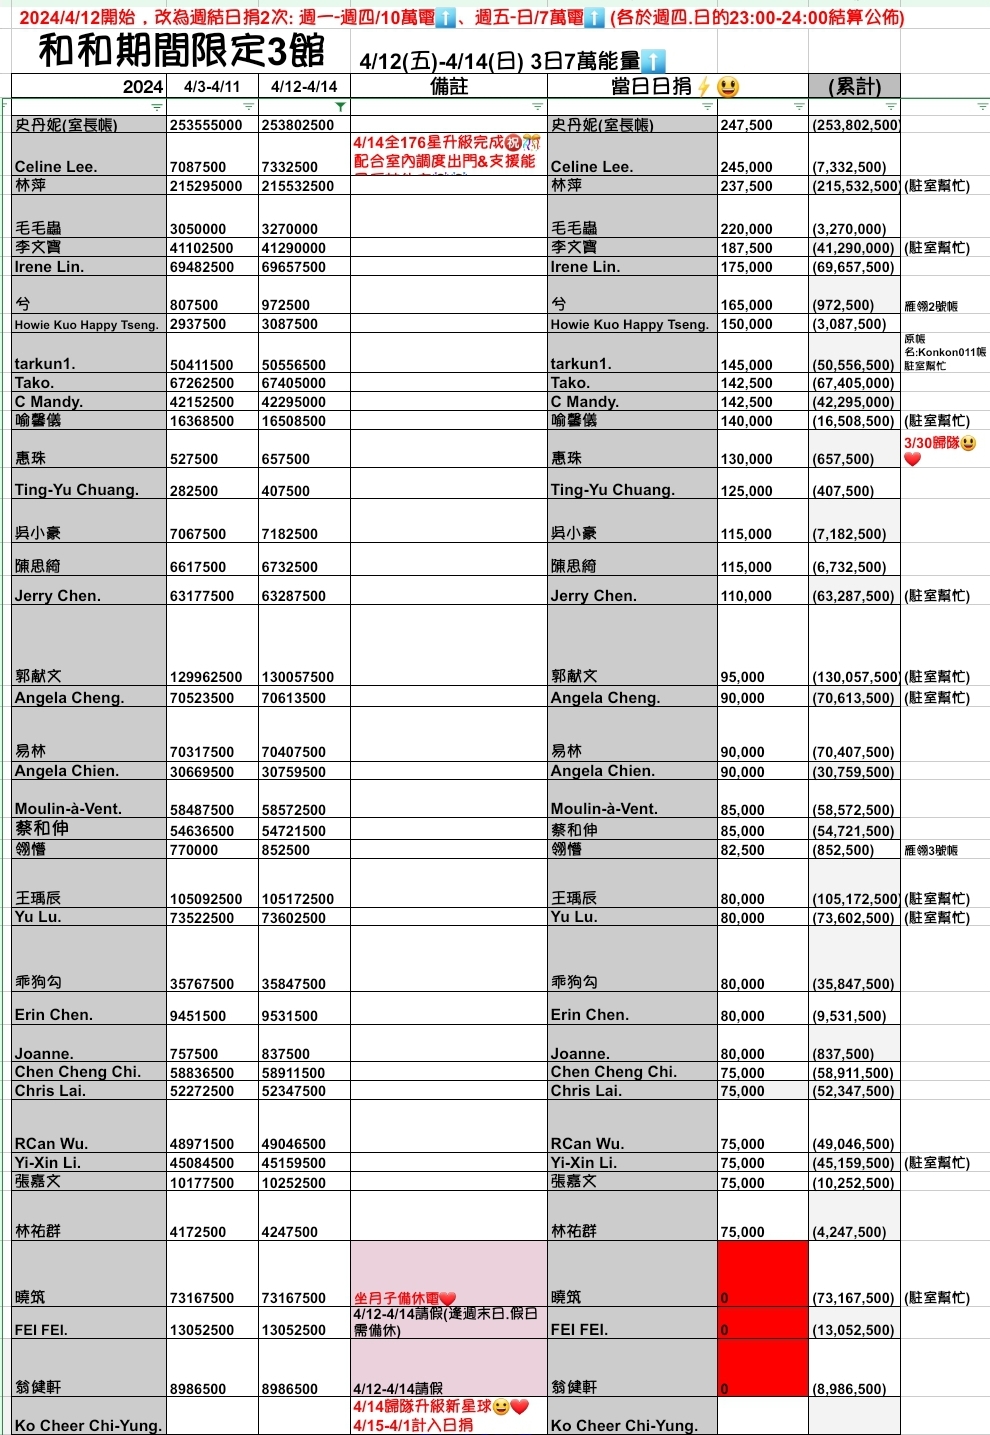 2024/4/12開始，改為週結日捐2次: 週一-週四/10萬電⬆️、週五-日/7萬電⬆️ (各於週四.日的23:00-24:00結算公佈)
和和期間限定3館 4/12(五)-4/14(日) 3日7萬能量⬆️
2024 4/3-4/11 4/12-4/14 備註 當日日捐⚡😃 (累計)
史丹妮(室長帳) 253555000 253802500 史丹妮(室長帳) 247,500 (253,802,500)
4/14全176星升級完成㊗️🎊
配合室內調度出門&支援能
Celine Lee. 7087500 7332500 Celine Lee. 245,000 (7,332,500)
林萍 215295000 215532500 林萍 237,500 (215,532,500) (駐室幫忙)
毛毛蟲 3050000 3270000 毛毛蟲 220,000 (3,270,000)
李文寶 41102500 41290000 李文寶 187,500 (41,290,000) (駐室幫忙)
Irene Lin. 69482500 69657500 Irene Lin. 175,000 (69,657,500)
兮 807500 972500 兮 165,000 (972,500) 雁翎2號帳
Howie Kuo Happy Tseng. 2937500 3087500 Howie Kuo Happy Tseng. 150,000 (3,087,500)
原帳
名:Konkon011帳
tarkun1. 50411500 50556500 tarkun1. 145,000 (50,556,500) 駐室幫忙
Tako. 67262500 67405000 Tako. 142,500 (67,405,000)
C Mandy. 42152500 42295000 C Mandy. 142,500 (42,295,000)
喻馨儀 16368500 16508500 喻馨儀 140,000 (16,508,500) (駐室幫忙)
3/30歸隊😃
惠珠 527500 657500 惠珠 130,000 (657,500) ❤️
Ting-Yu Chuang. 282500 407500 Ting-Yu Chuang. 125,000 (407,500)
吳小豪 7067500 7182500 吳小豪 115,000 (7,182,500)
陳思綺 6617500 6732500 陳思綺 115,000 (6,732,500)
Jerry Chen. 63177500 63287500 Jerry Chen. 110,000 (63,287,500) (駐室幫忙)
郭献文 129962500 130057500 郭献文 95,000 (130,057,500) (駐室幫忙)
Angela Cheng. 70523500 70613500 Angela Cheng. 90,000 (70,613,500) (駐室幫忙)
易林 70317500 70407500 易林 90,000 (70,407,500)
Angela Chien. 30669500 30759500 Angela Chien. 90,000 (30,759,500)
Moulin-à-Vent. 58487500 58572500 Moulin-à-Vent. 85,000 (58,572,500)
蔡和伸 54636500 54721500 蔡和伸 85,000 (54,721,500)
翎懵 770000 852500 翎懵 82,500 (852,500) 雁翎3號帳
王瑀辰 105092500 105172500 王瑀辰 80,000 (105,172,500) (駐室幫忙)
Yu Lu. 73522500 73602500 Yu Lu. 80,000 (73,602,500) (駐室幫忙)
乖狗勾 35767500 35847500 乖狗勾 80,000 (35,847,500)
Erin Chen. 9451500 9531500 Erin Chen. 80,000 (9,531,500)
Joanne. 757500 837500 Joanne. 80,000 (837,500)
Chen Cheng Chi. 58836500 58911500 Chen Cheng Chi. 75,000 (58,911,500)
Chris Lai. 52272500 52347500 Chris Lai. 75,000 (52,347,500)
RCan Wu. 48971500 49046500 RCan Wu. 75,000 (49,046,500)
Yi-Xin Li. 45084500 45159500 Yi-Xin Li. 75,000 (45,159,500) (駐室幫忙)
張嘉文 10177500 10252500 張嘉文 75,000 (10,252,500)
林祐群 4172500 4247500 林祐群 75,000 (4,247,500)
曉筑 73167500 73167500 坐月子備休電❤️ 曉筑 0 (73,167,500) (駐室幫忙)
4/12-4/14請假(逢週末日.假日
FEI FEI. 13052500 13052500 需備休) FEI FEI. 0 (13,052,500)
翁健軒 8986500 8986500 4/12-4/14請假 翁健軒 0 (8,986,500)
4/14歸隊升級新星球😃❤️
Ko Cheer Chi-Yung. 4/15-4/1計入日捐 Ko Cheer Chi-Yung.